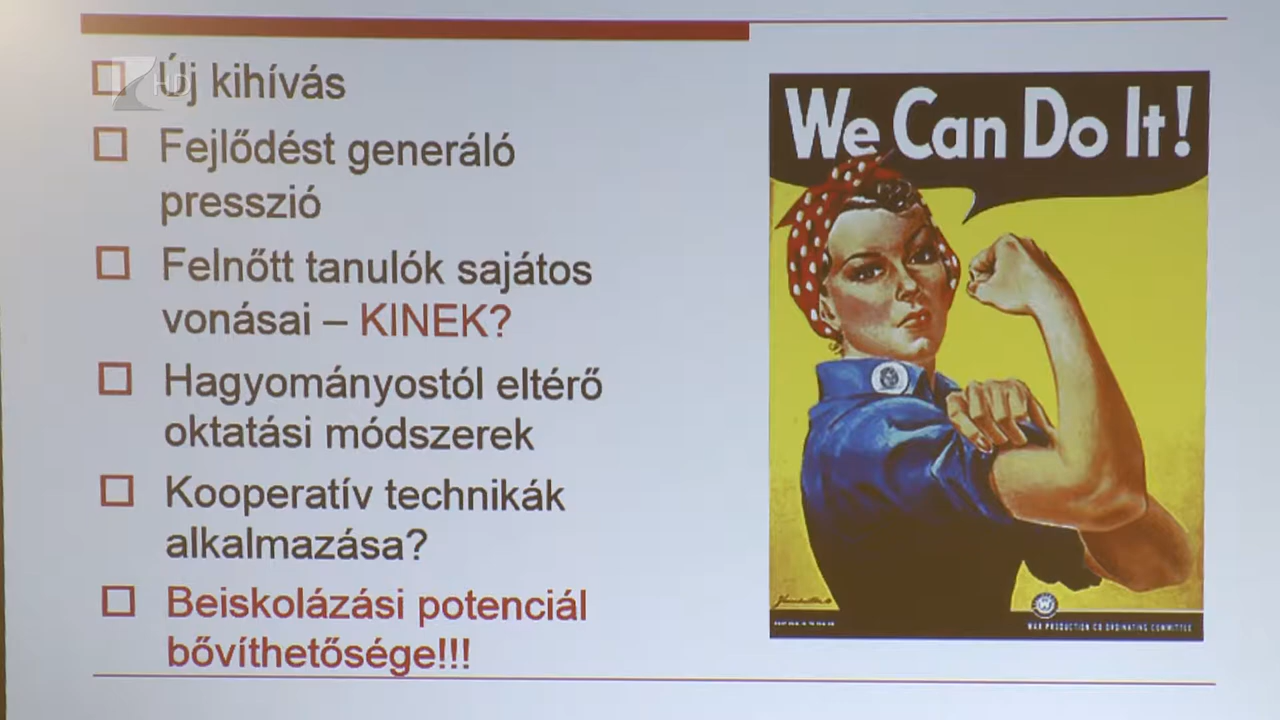 Új kihívás
Fejlődést generáló
presszió
Felnőtt tanulók sajátos
vonásai – KINEK?
Hagyományostól eltérő
oktatási módszerek
Kooperatív technikák
alkalmazása?
Beiskolázási potenciál
bővíthetősége!!!
We Can Do It!
WAR PRODUCTION CO-ORDINATING COMMITTEE
HD